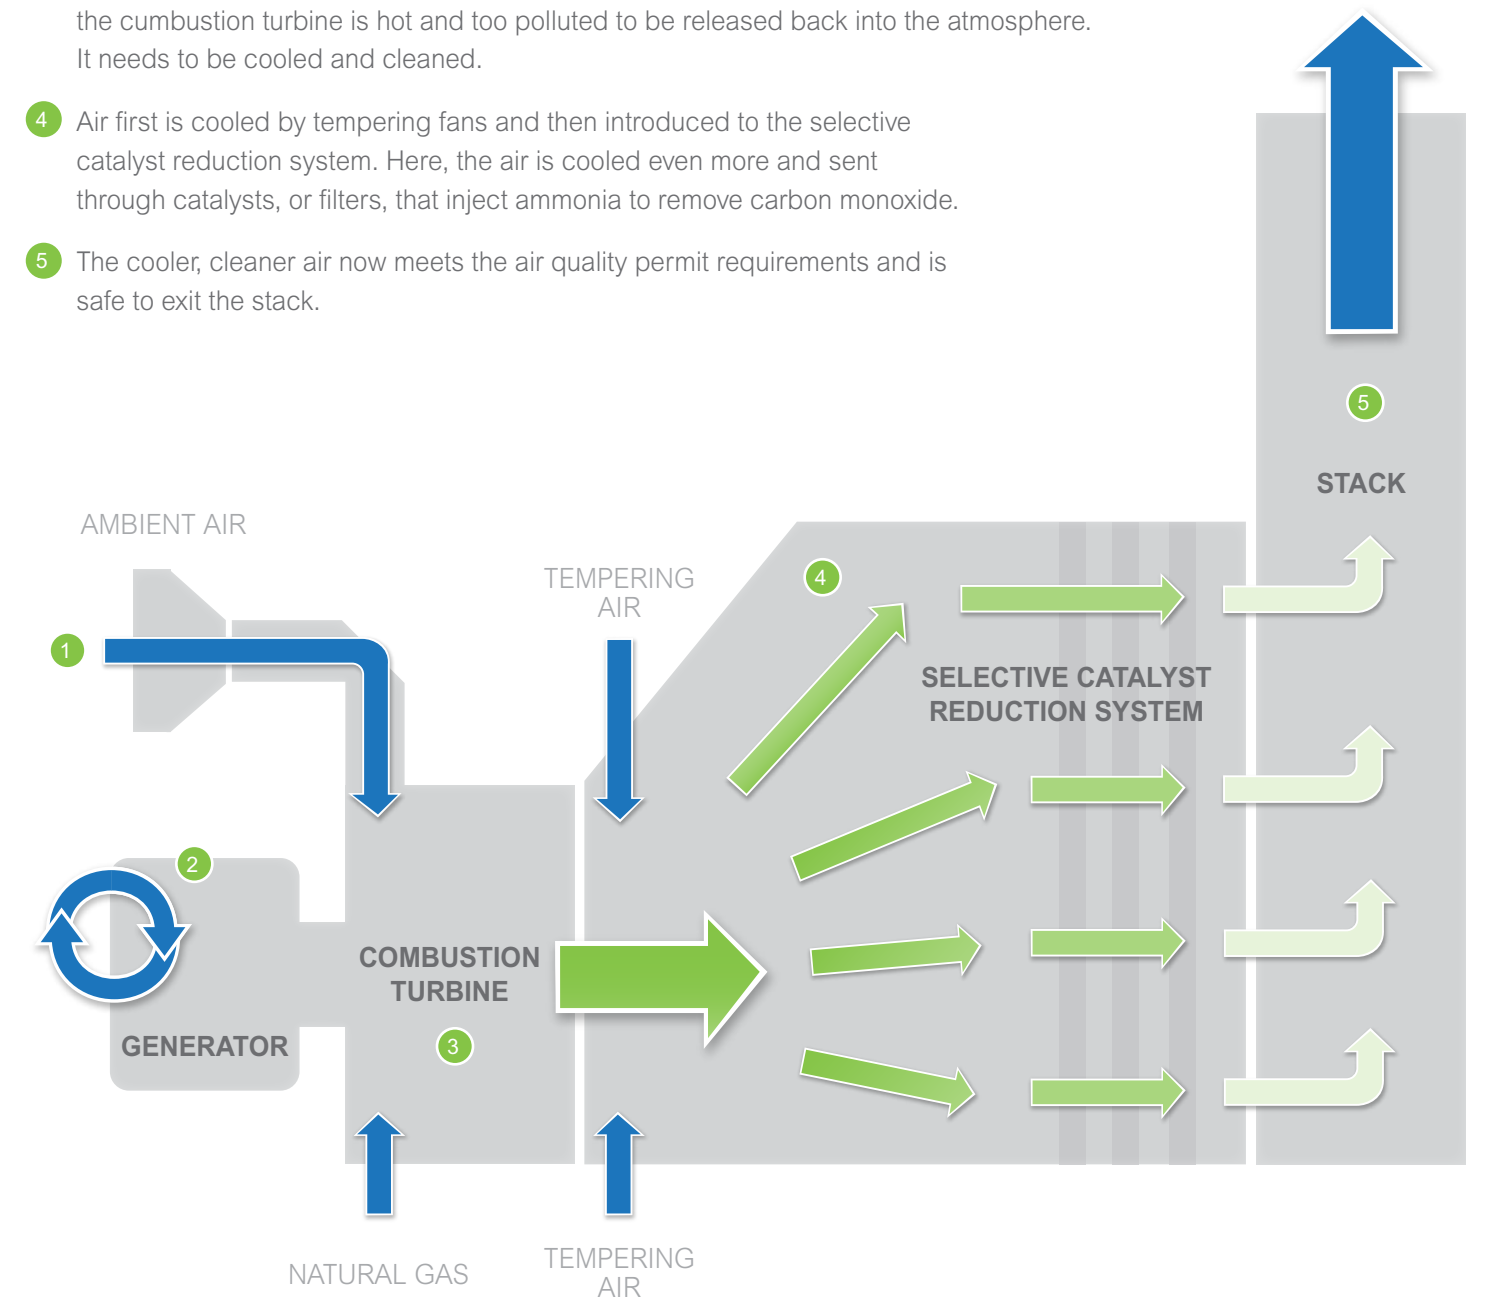 the cumbustion turbine is hot and too polluted to be released back into the atmosphere.
It needs to be cooled and cleaned.
4 Air first is cooled by tempering fans and then introduced to the selective
catalyst reduction system. Here, the air is cooled even more and sent
through catalysts, or filters, that inject ammonia to remove carbon monoxide.
5 The cooler, cleaner air now meets the air quality permit requirements and is
safe to exit the stack.
5
STACK
AMBIENT AIR
1
TEMPERING
AIR
4
SELECTIVE CATALYST
REDUCTION SYSTEM
2
GENERATOR
COMBUSTION
TURBINE
3
NATURAL GAS
TEMPERING
AIR